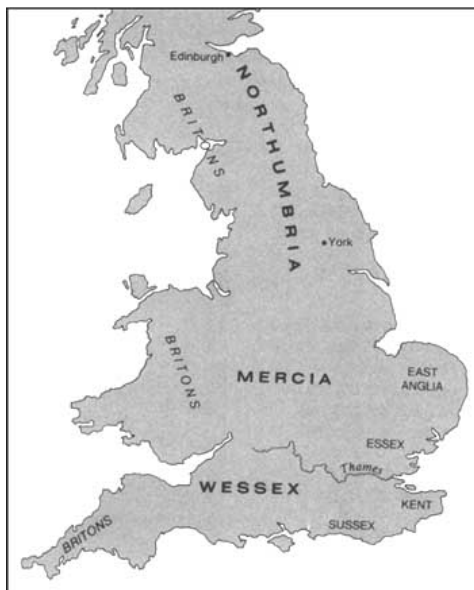 Edinburgh
BRITONS
NORTHUMBRIA
York
BRITONS
MERCIA
EAST
ANGLIA
ESSEX
Thames
WESSEX
KENT
SUSSEX
BRITONS